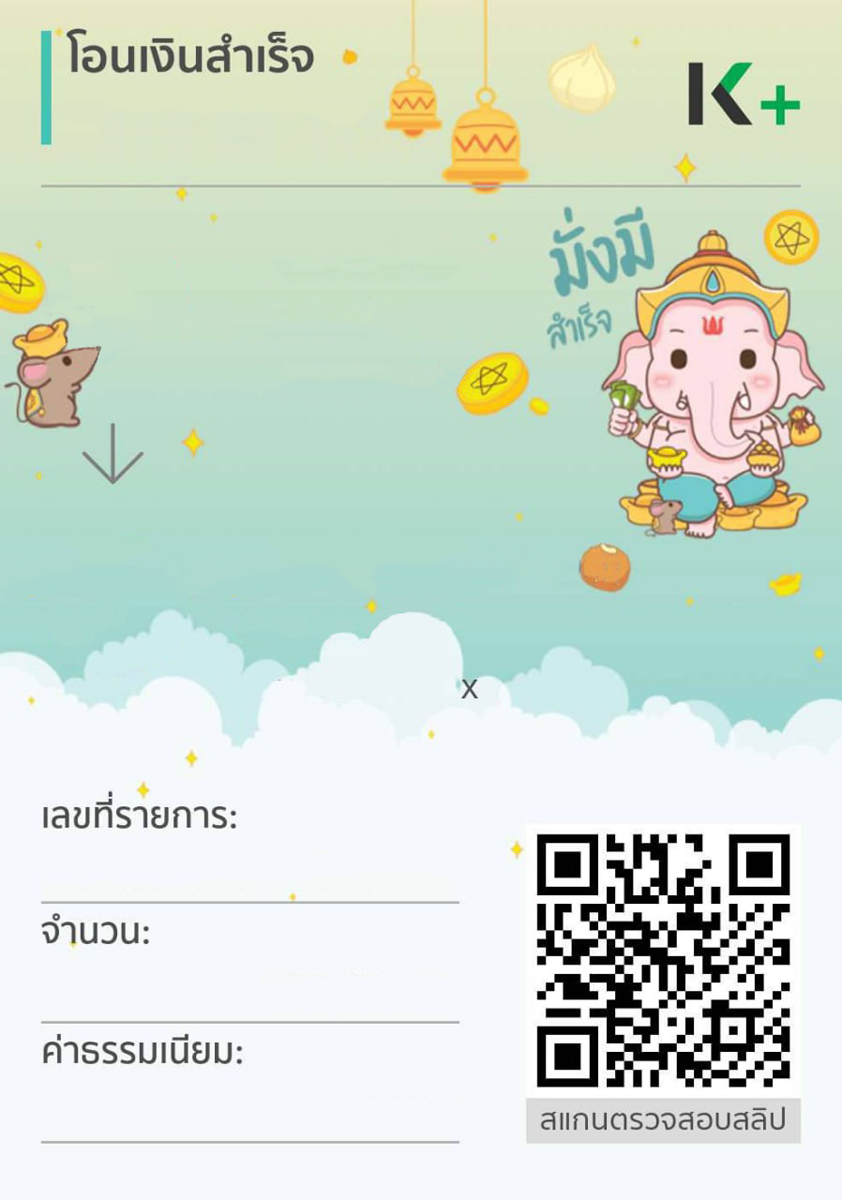 โอนเงินสำเร็จ
K+
มั่งมี
สำเร็จ
x
เลขที่รายการ:
จำนวน:
ค่าธรรมเนียม:
สแกนตรวจสอบสลิป